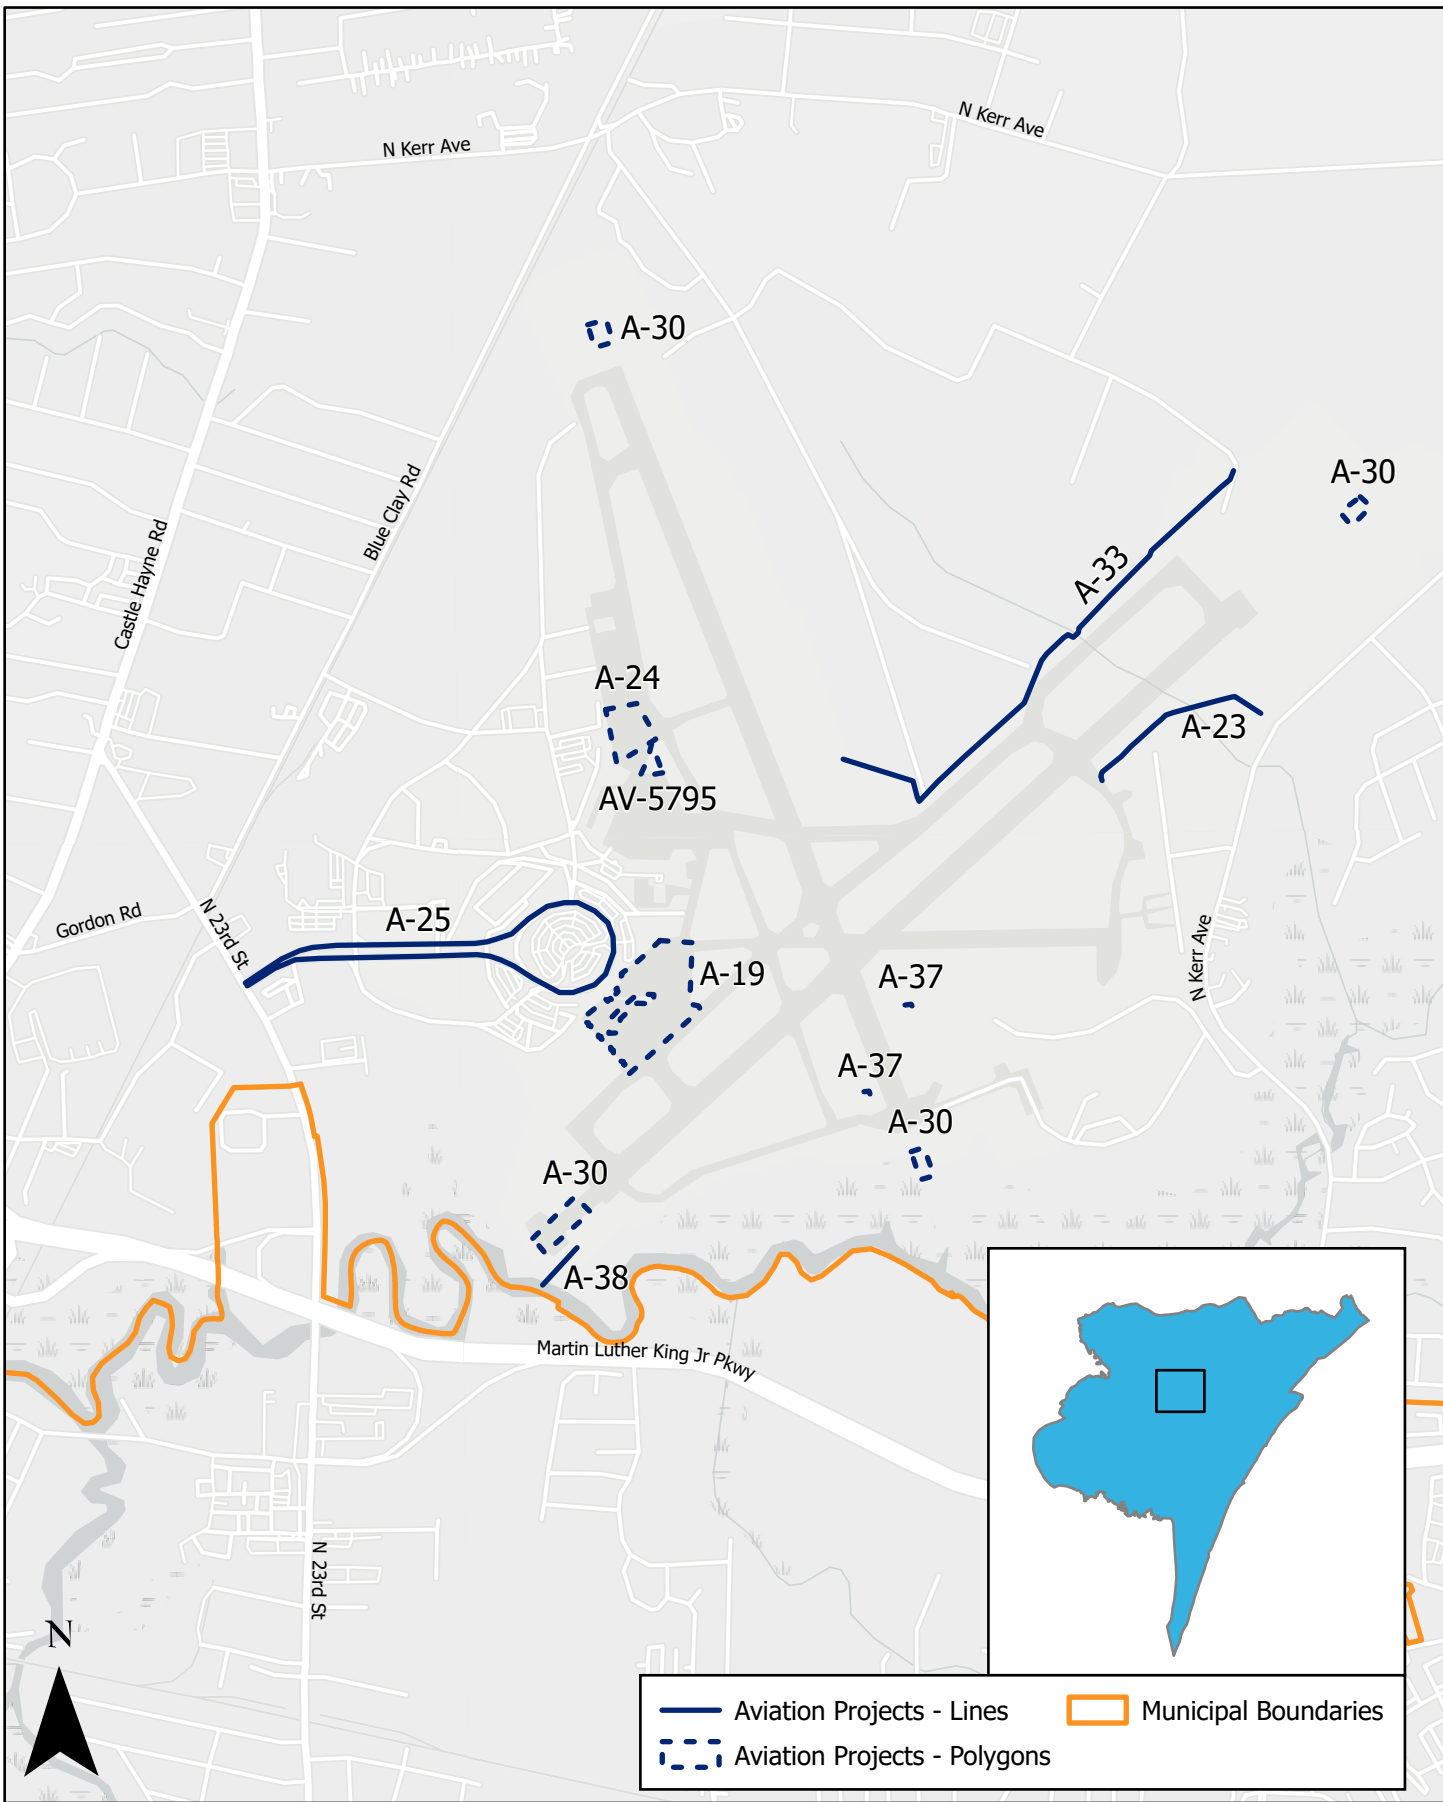 N Kerr Ave
N Kerr Ave
A-30
A-30
Blue Clay Rd
Castle Hayne Rd
A-33
A-24
A-23
AV-5795
Gordon Rd
N 23rd St
A-25
N Kerr Ave
A-19
A-37
A-37
A-30
A-30
A-38
Martin Luther King Jr Pkwy
N 23rd St
N
Aviation Projects - Lines
Municipal Boundaries
Aviation Projects - Polygons